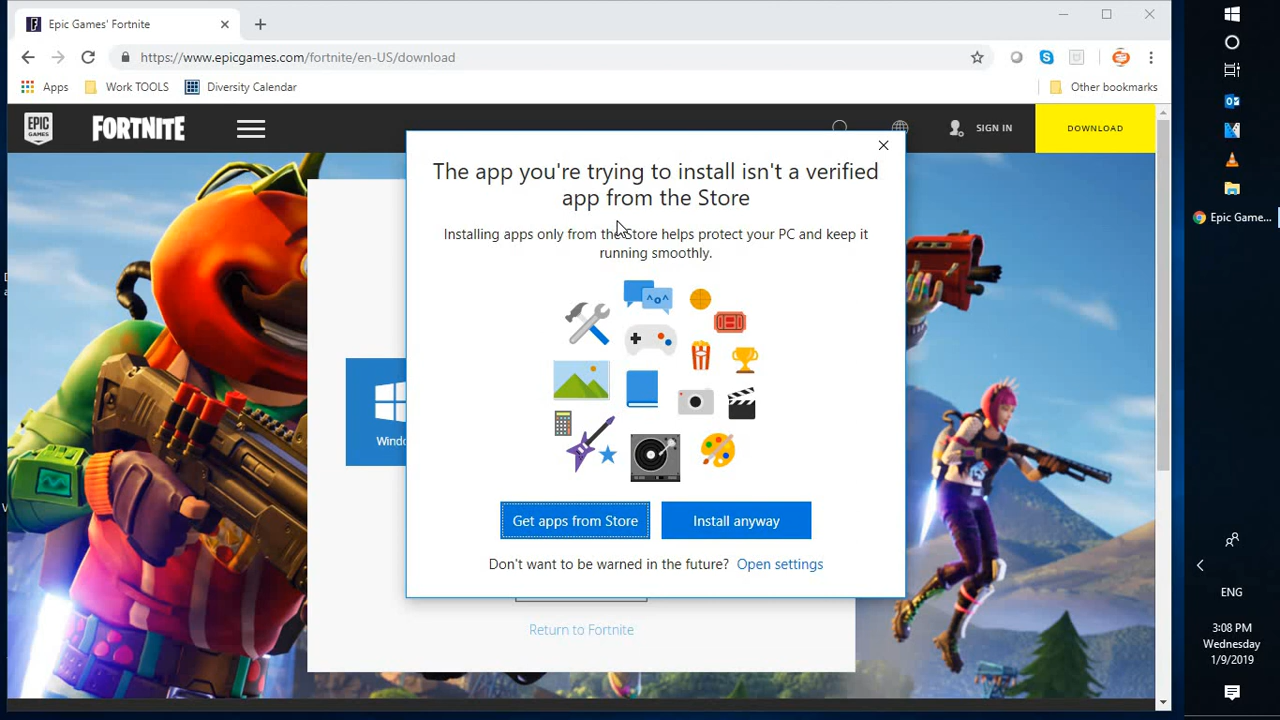 Epic Games' Fortnite
https://www.epicgames.com/fortnite/en-US/download
Apps
Work TOOLS
Diversity Calendar
Other bookmarks
EPIC
GAMES
FORTNITE
SIGN IN
DOWNLOAD
The app you're trying to install isn't a verified
app from the Store
Installing apps only from the Store helps protect your PC and keep it
running smoothly.
^o^
Windo
Get apps from Store
Install anyway
Don't want to be warned in the future? Open settings
Return to Fortnite
Epic Game...
ENG
3:08 PM
Wednesday
1/9/2019